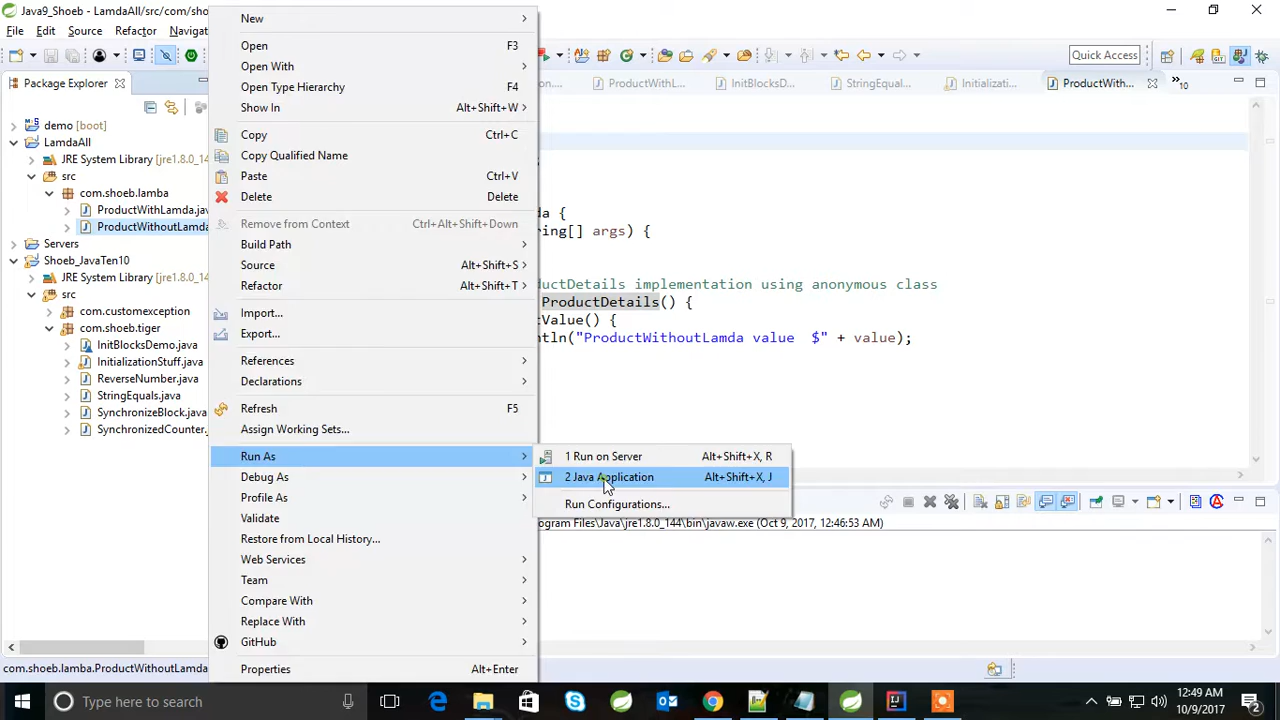 Java9_Shoeb - LamdaAll/src/com/sho
File Edit Source Refactor Navigat
Quick Access
Package Explorer
on...
ProductWithL...
InitBlocksD...
StringEqual...
Initializati...
ProductWith...
10
demo [boot]
LamdaAll
JRE System Library [jre1.8.0_14
src
com.shoeb.lamba
ProductWithLamda.jav
ProductWithoutLamda
Servers
Shoeb_JavaTen10
JRE System Library [jre1.8.0_14
src
com.customexception
com.shoeb.tiger
InitBlocksDemo.java
InitializationStuff.java
ReverseNumber.java
StringEquals.java
SynchronizeBlock.java
SynchronizedCounter.
com.shoeb.lamba.ProductWithoutLamda
New
Open F3
Open With
Open Type Hierarchy F4
Show In Alt+Shift+W
Copy Ctrl+C
Copy Qualified Name
Paste Ctrl+V
Delete Delete
Remove from Context Ctrl+Alt+Shift+Down
Build Path
Source Alt+Shift+S
Refactor Alt+Shift+T
Import...
Export...
References
Declarations
Refresh F5
Assign Working Sets...
Run As
Debug As
Profile As
Validate
Restore from Local History...
Web Services
Team
Compare With
Replace With
GitHub
Properties Alt+Enter
1 Run on Server Alt+Shift+X, R
2 Java Application Alt+Shift+X, J
Run Configurations...
da {
ring[] args) {
ductDetails implementation using anonymous class
ProductDetails() {
tValue() {
ntln("ProductWithoutLamda value $" + value);
ogram Files\Java\jre1.8.0_144\bin\javaw.exe (Oct 9, 2017, 12:46:53 AM)
Type here to search
12:49 AM
10/9/2017